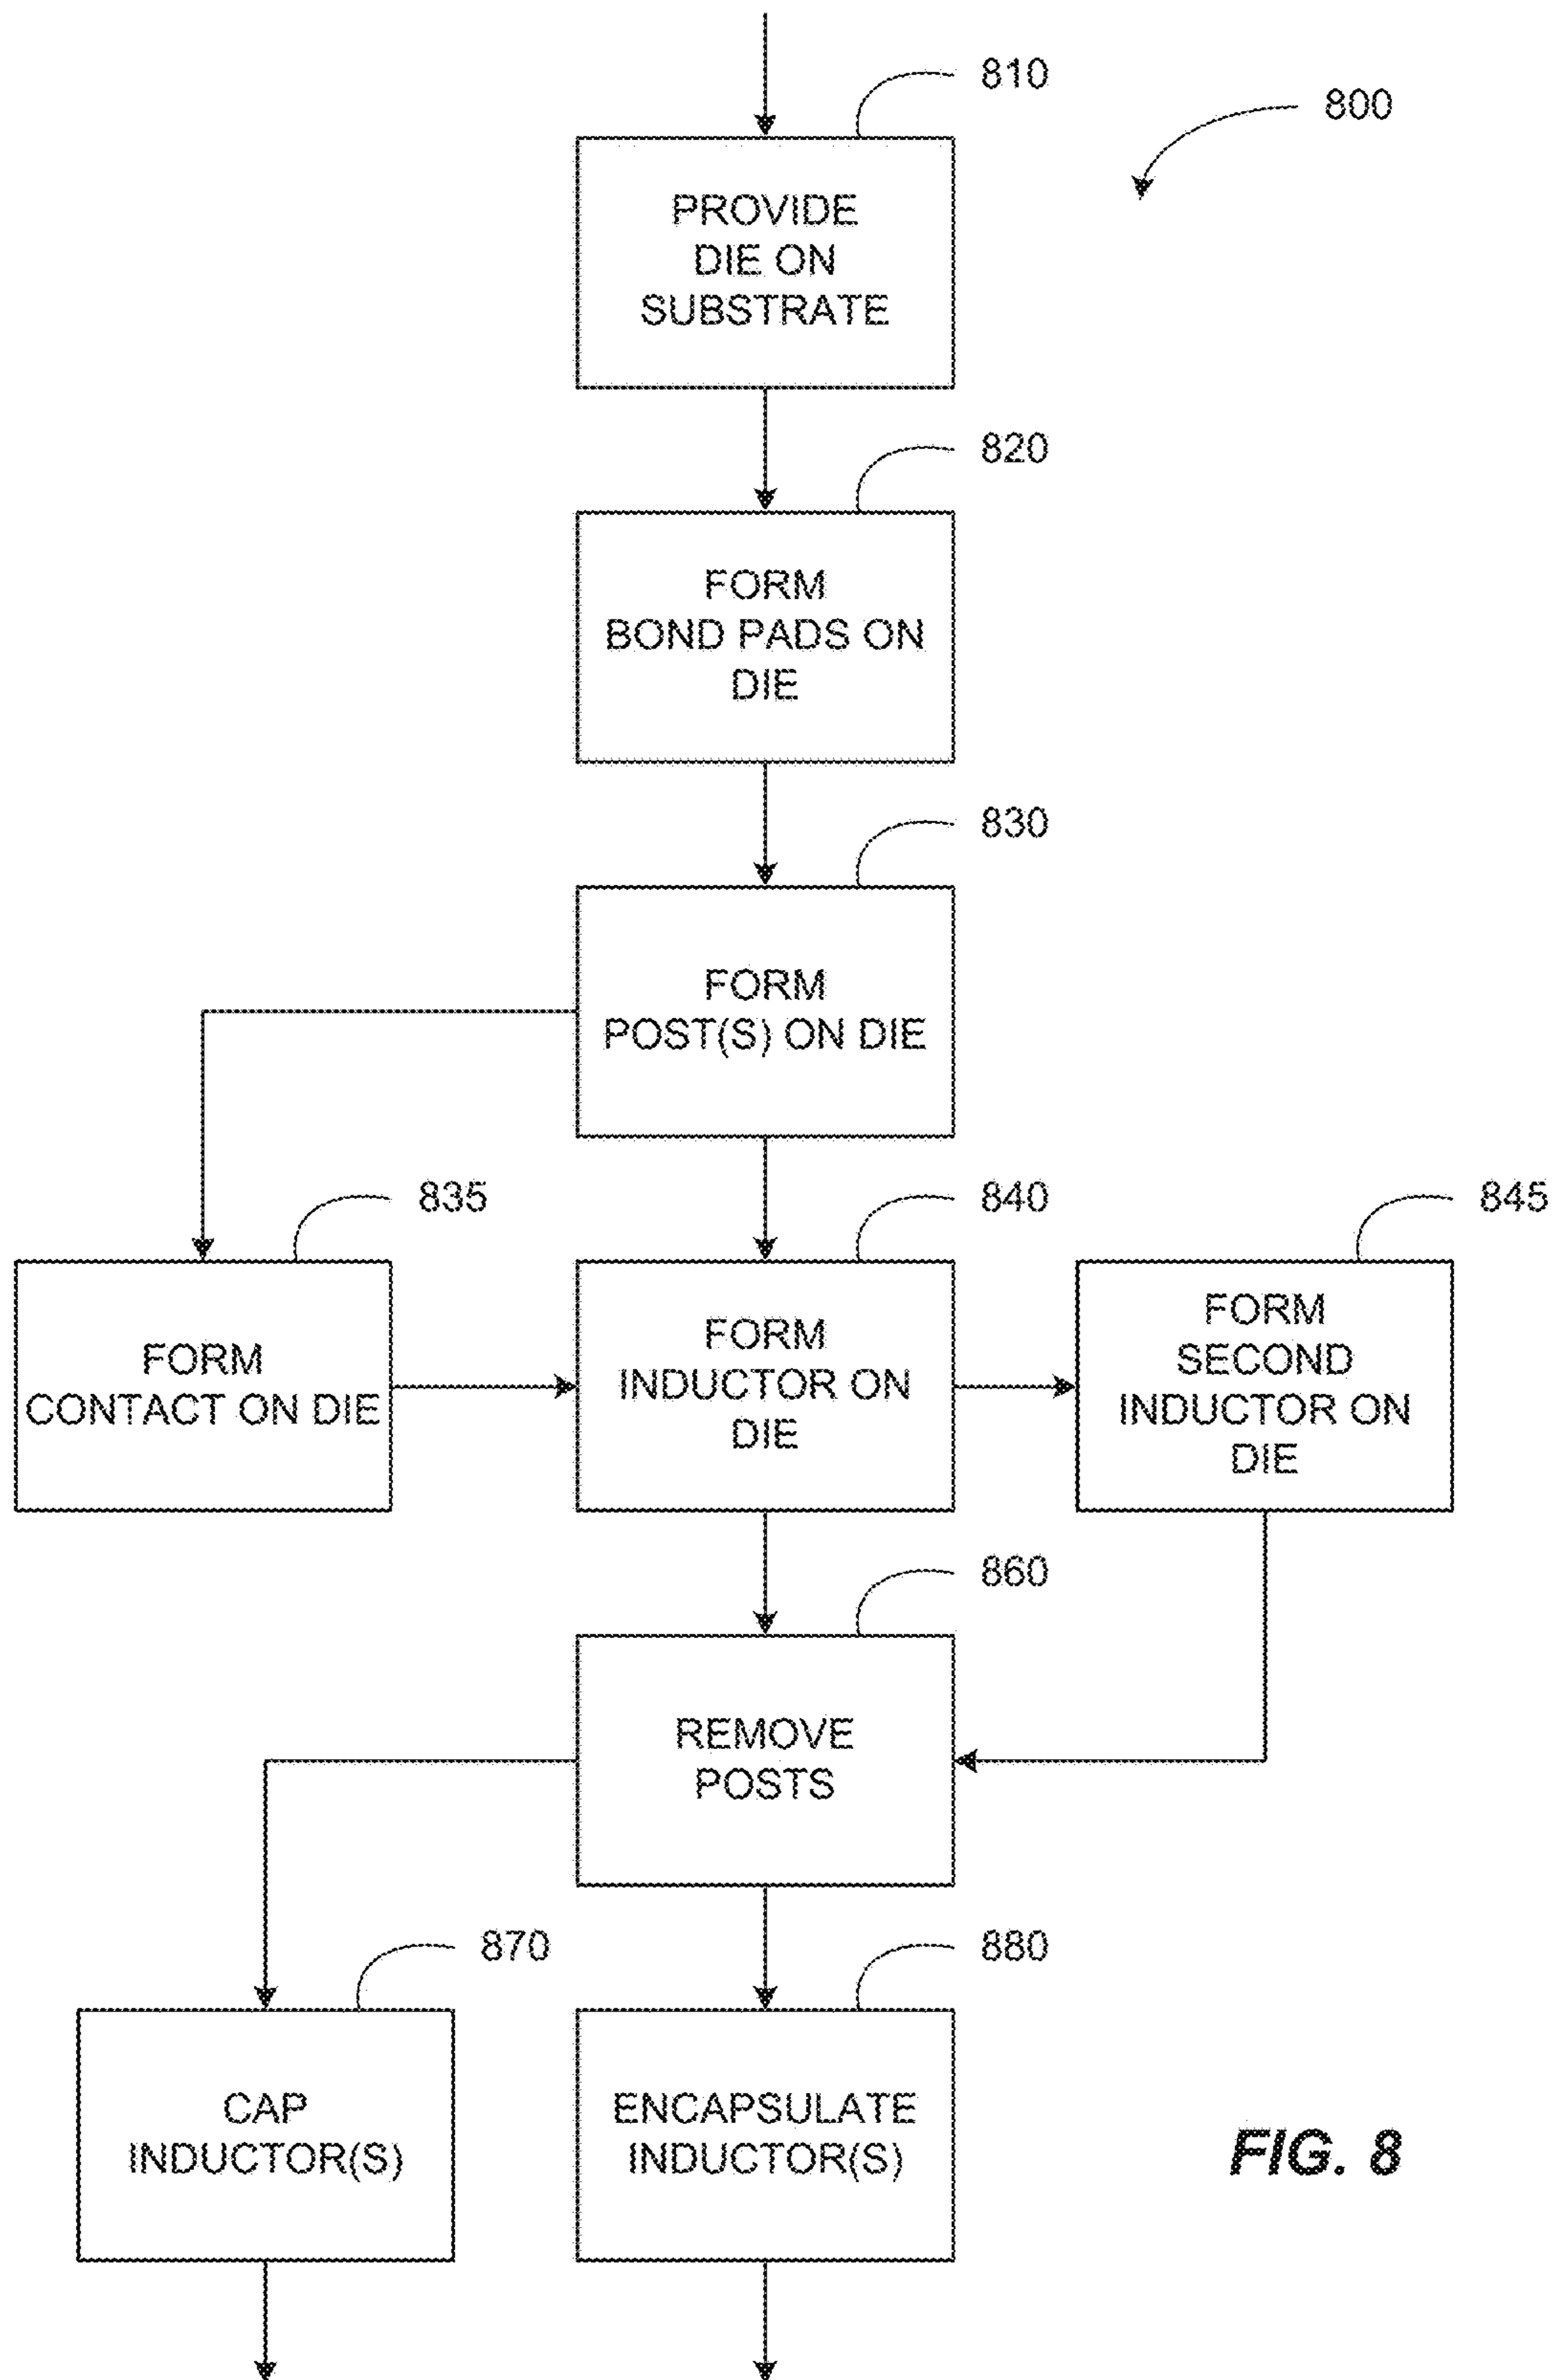 810
800
PROVIDE
DIE ON
SUBSTRATE
820
FORM
BOND PADS ON
DIE
830
FORM
POST(S) ON DIE
835
840
845
FORM
CONTACT ON DIE
FORM
INDUCTOR ON
DIE
FORM
SECOND
INDUCTOR ON
DIE
860
REMOVE
POSTS
870
880
CAP
INDUCTOR(S)
ENCAPSULATE
INDUCTOR(S)
FIG. 8